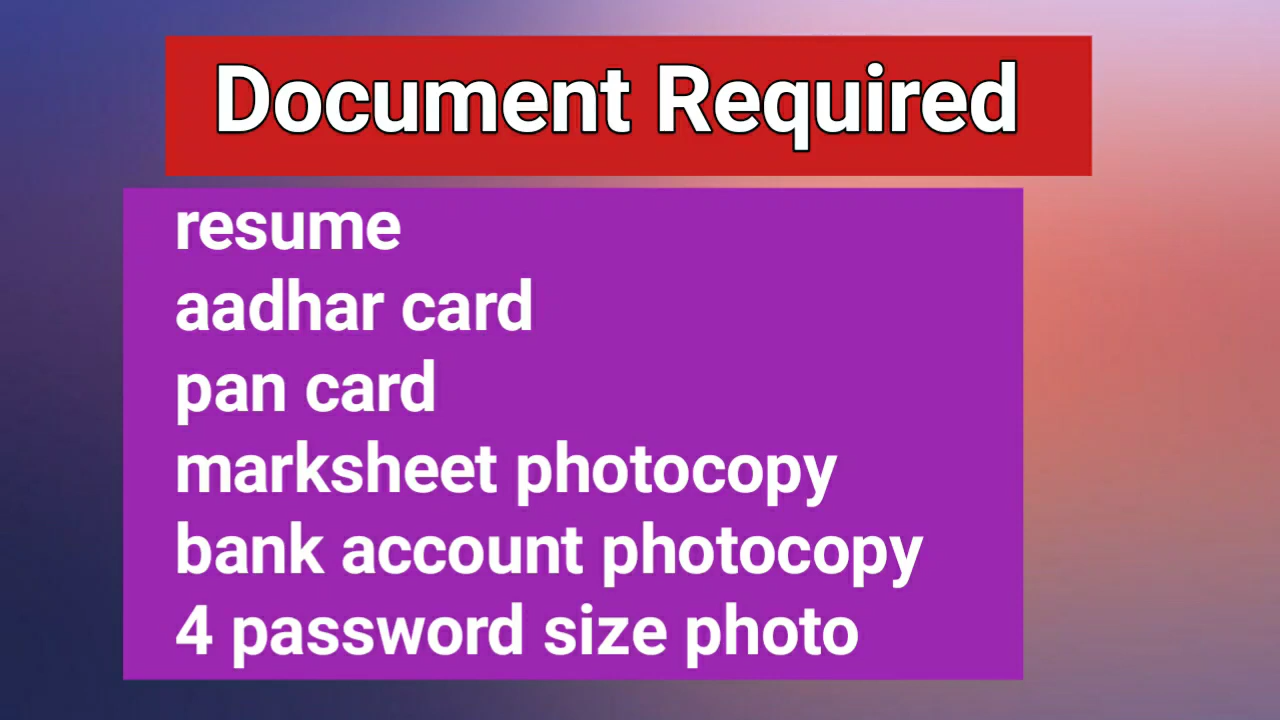 Document Required
resume
aadhar card
pan card
marksheet photocopy
bank account photocopy
4 password size photo